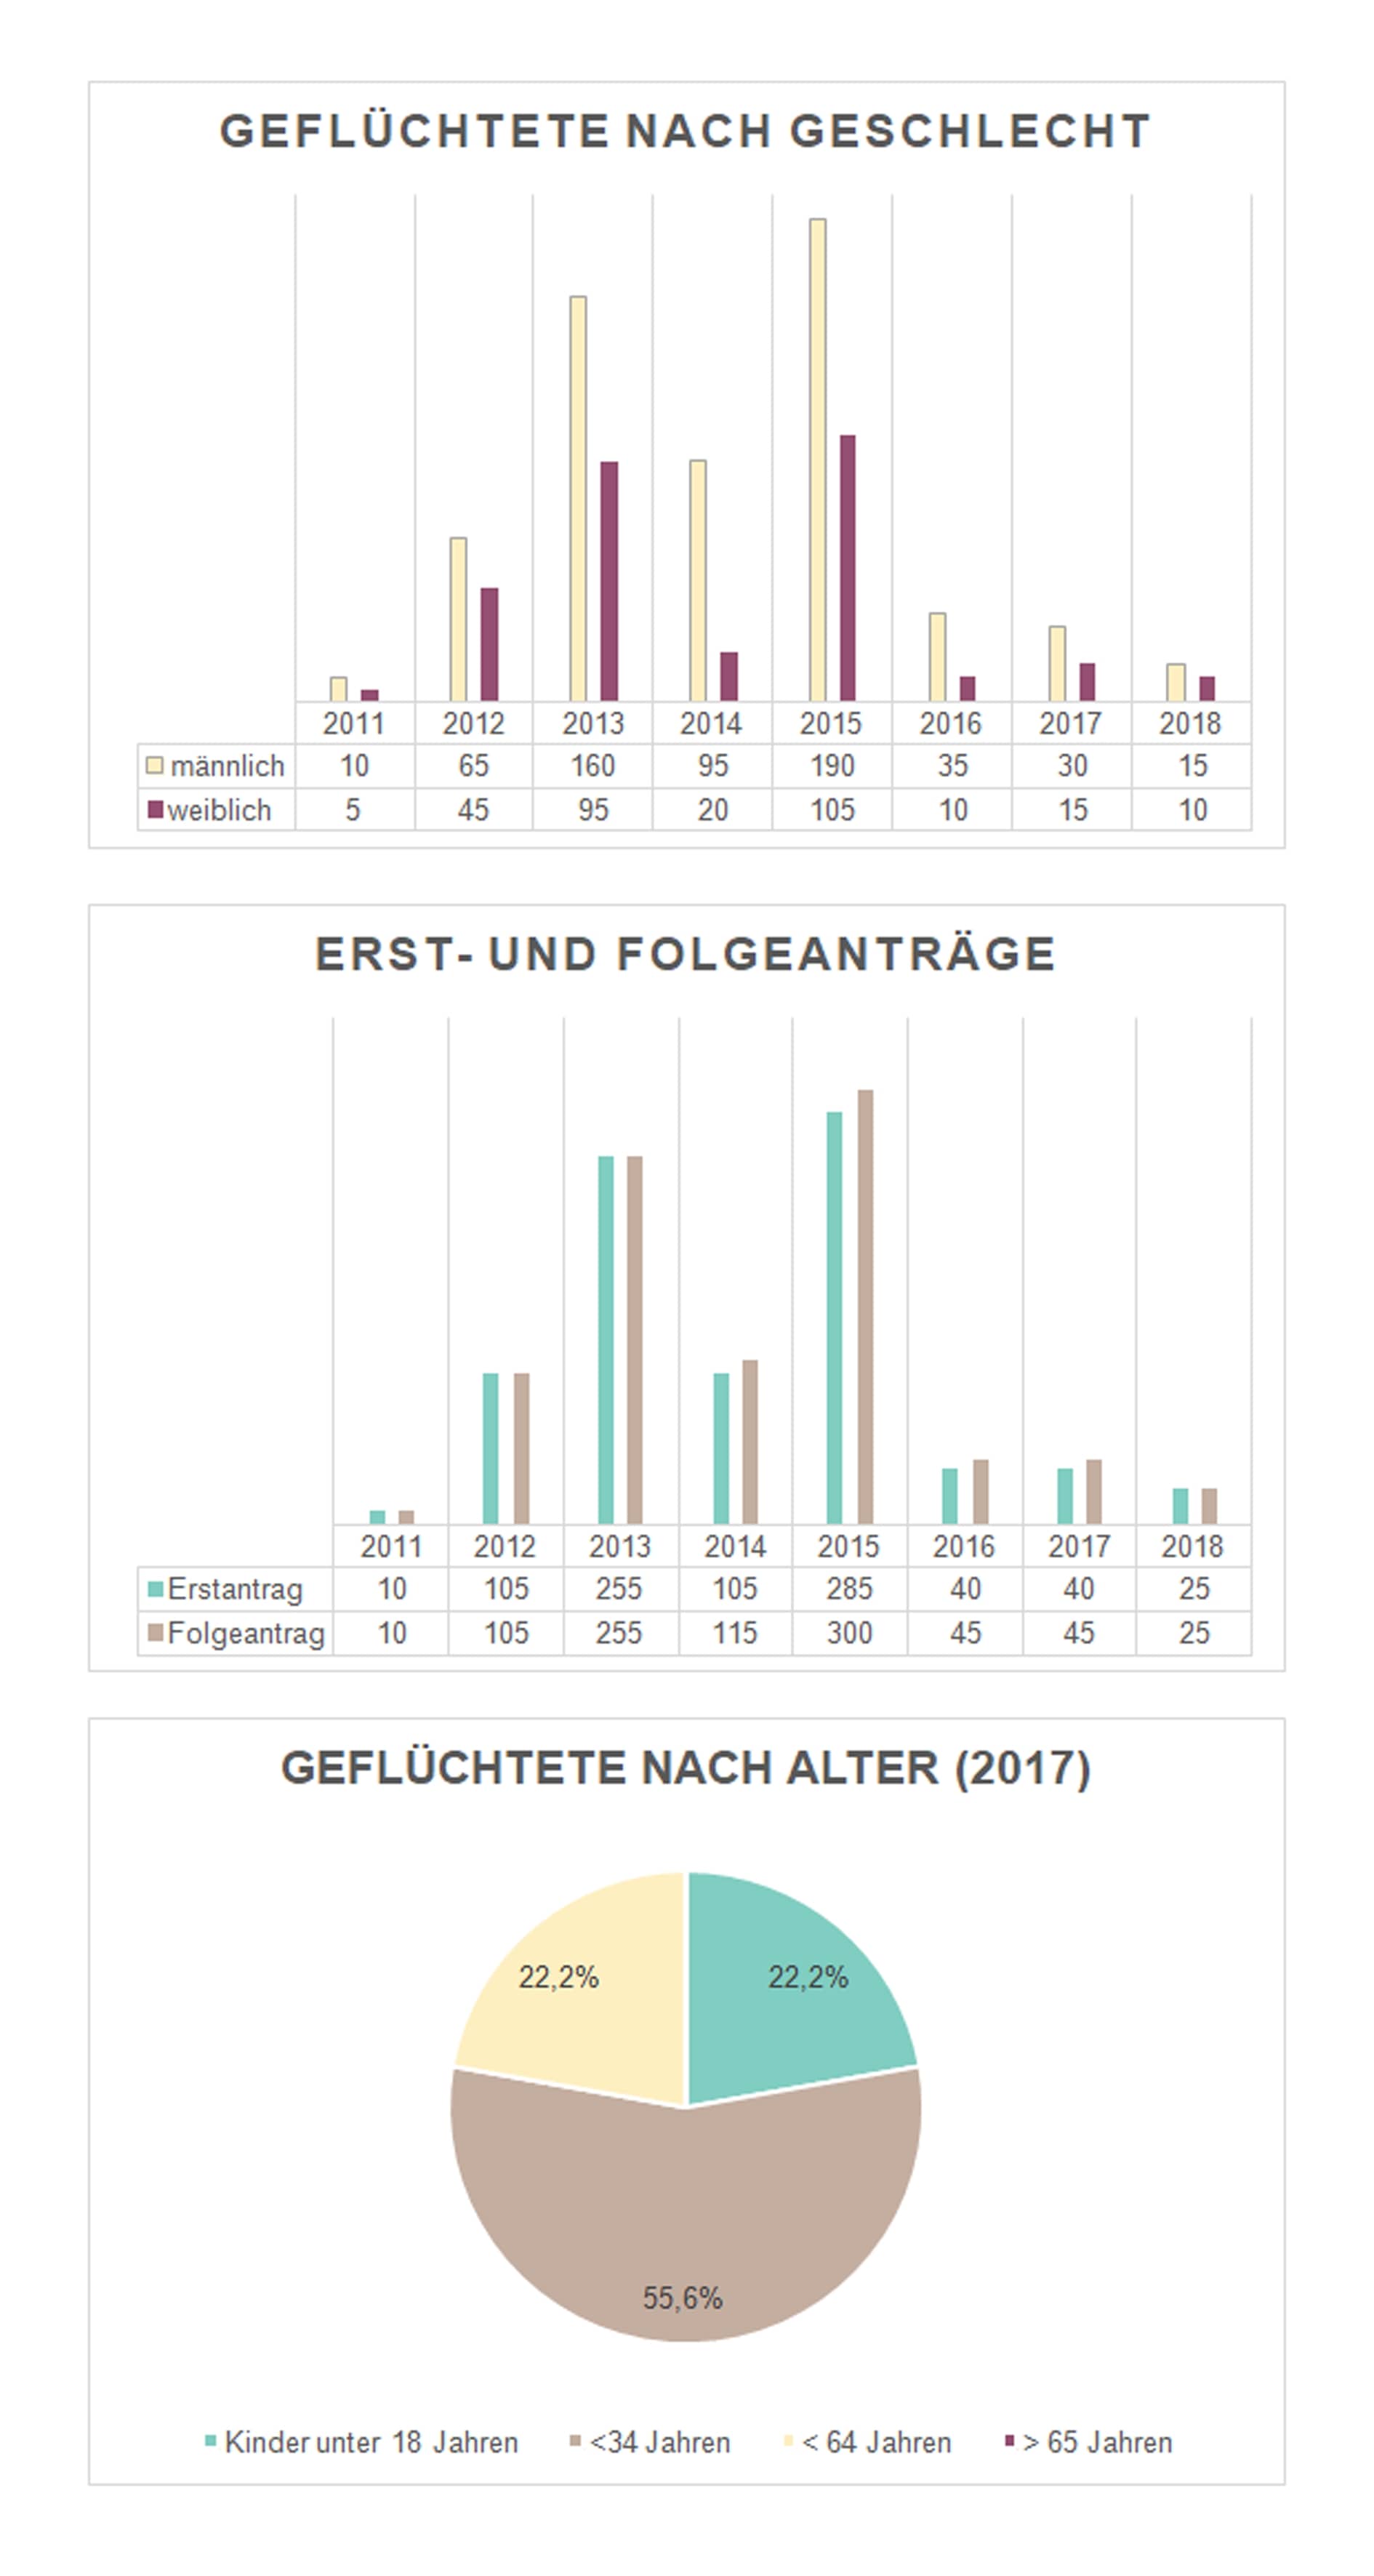 GEFLÜCHTETE NACH GESCHLECHT
2011 2012 2013 2014 2015 2016 2017 2018
männlich 10 65 160 95 190 35 30 15
weiblich 5 45 95 20 105 10 15 10
ERST- UND FOLGEANTRÄGE
2011 2012 2013 2014 2015 2016 2017 2018
Erstantrag 10 105 255 105 285 40 40 25
Folgeantrag 10 105 255 115 300 45 45 25
GEFLÜCHTETE NACH ALTER (2017)
22,2% 22,2%
55,6%
Kinder unter 18 Jahren <34 Jahren < 64 Jahren > 65 Jahren